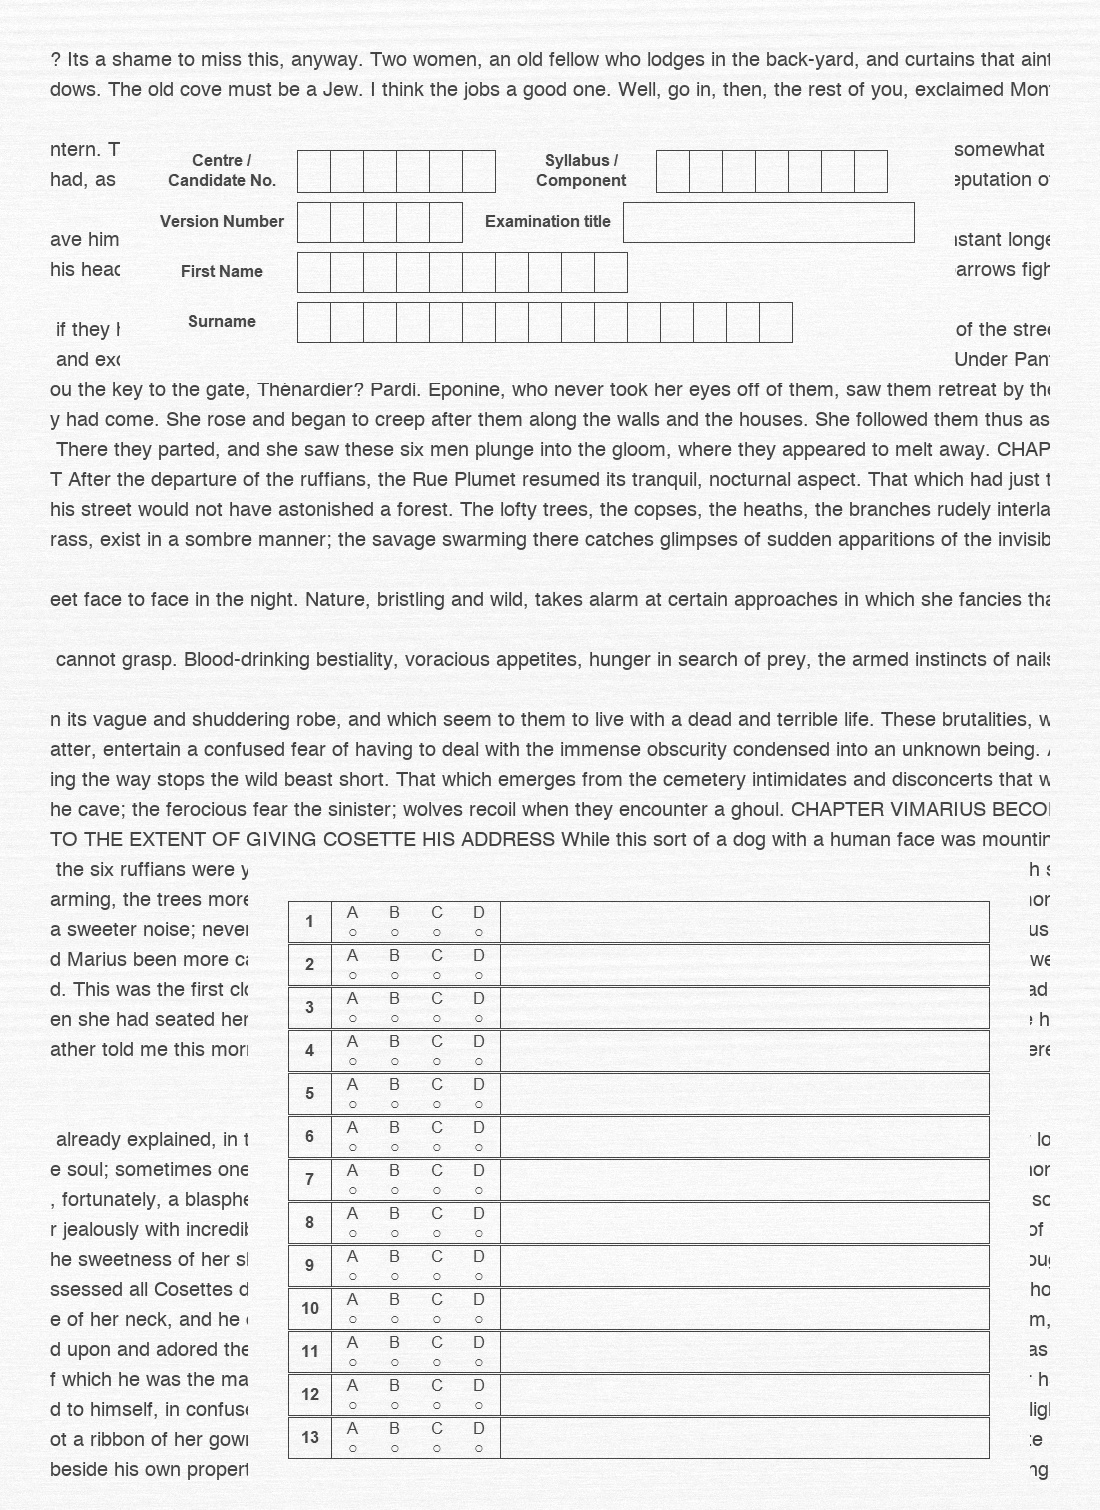 ? Its a shame to miss this, anyway. Two women, an old fellow who lodges in the back-yard, and curtains that aint
dows. The old cove must be a Jew. I think the jobs a good one. Well, go in, then, the rest of you, exclaimed Mon
ntern. T somewhat
had, as eputation o
ave him nstant longe
his head arrows figh
if they of the stree
and exc Under Pan
Centre / Candidate No.
Syllabus / Component
Version Number
Examination title
First Name
Surname
ou the key to the gate, Thénardier? Pardi. Eponine, who never took her eyes off of them, saw them retreat by the
y had come. She rose and began to creep after them along the walls and the houses. She followed them thus as
There they parted, and she saw these six men plunge into the gloom, where they appeared to melt away. CHAP
T After the departure of the ruffians, the Rue Plumet resumed its tranquil, nocturnal aspect. That which had just t
his street would not have astonished a forest. The lofty trees, the copses, the heaths, the branches rudely interla
rass, exist in a sombre manner; the savage swarming there catches glimpses of sudden apparitions of the invisib
eet face to face in the night. Nature, bristling and wild, takes alarm at certain approaches in which she fancies tha
cannot grasp. Blood-drinking bestiality, voracious appetites, hunger in search of prey, the armed instincts of nails
n its vague and shuddering robe, and which seem to them to live with a dead and terrible life. These brutalities, w
atter, entertain a confused fear of having to deal with the immense obscurity condensed into an unknown being. A
ing the way stops the wild beast short. That which emerges from the cemetery intimidates and disconcerts that w
he cave; the ferocious fear the sinister; wolves recoil when they encounter a ghoul. CHAPTER VIMARIUS BECO
TO THE EXTENT OF GIVING COSETTE HIS ADDRESS While this sort of a dog with a human face was mountin
the six ruffians were y h s
arming, the trees more
a sweeter noise; never us
d Marius been more ca we
d. This was the first clo ad
en she had seated her h
ather told me this mor ere
already explained, in t lo
e soul; sometimes one
, fortunately, a blasphe so
r jealously with incredib of
he sweetness of her s
ssessed all Cosettes d ho
e of her neck, and he m,
d upon and adored the as
f which he was the ma h
d to himself, in confuse lig
ot a ribbon of her gow e
beside his own propert ng
1 A B C D
2 A B C D
3 A B C D
4 A B C D
5 A B C D
6 A B C D
7 A B C D
8 A B C D
9 A B C D
10 A B C D
11 A B C D
12 A B C D
13 A B C D